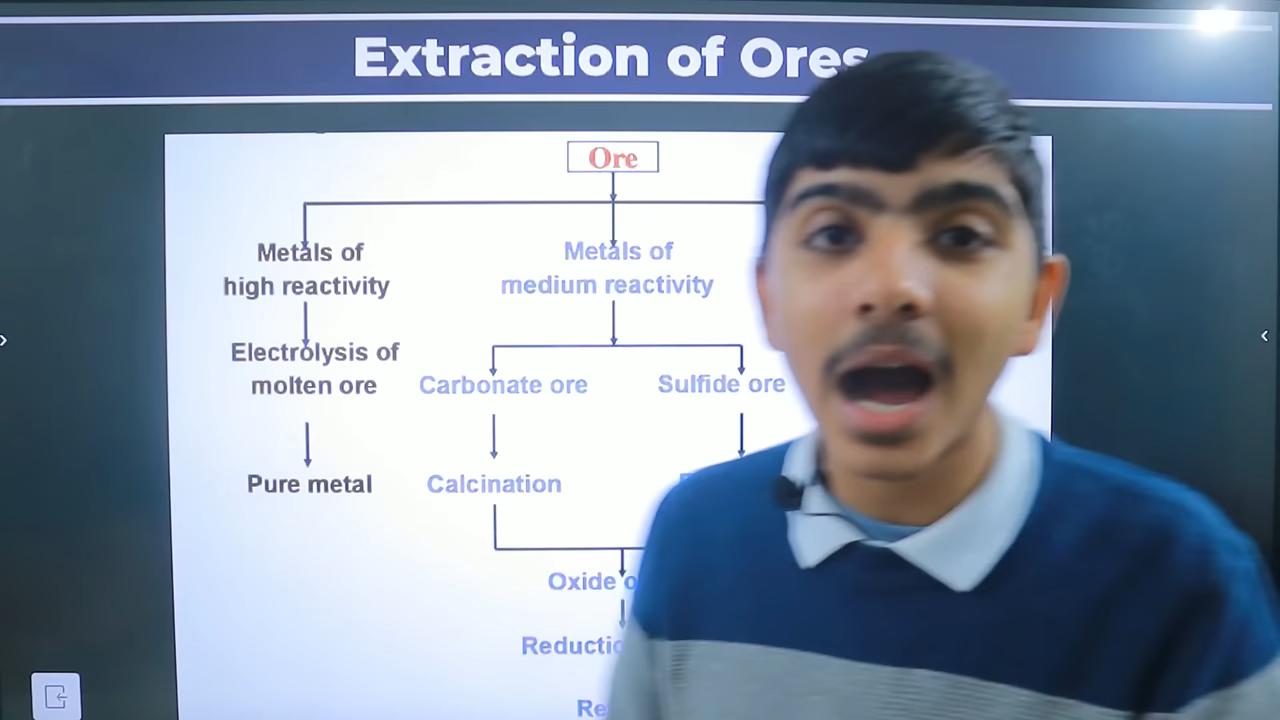 Extraction of Ores
Ore
Metals of
high reactivity
Metals of
medium reactivity
Electrolysis of
molten ore
Carbonate ore
Sulfide ore
Pure metal
Calcination
Oxide